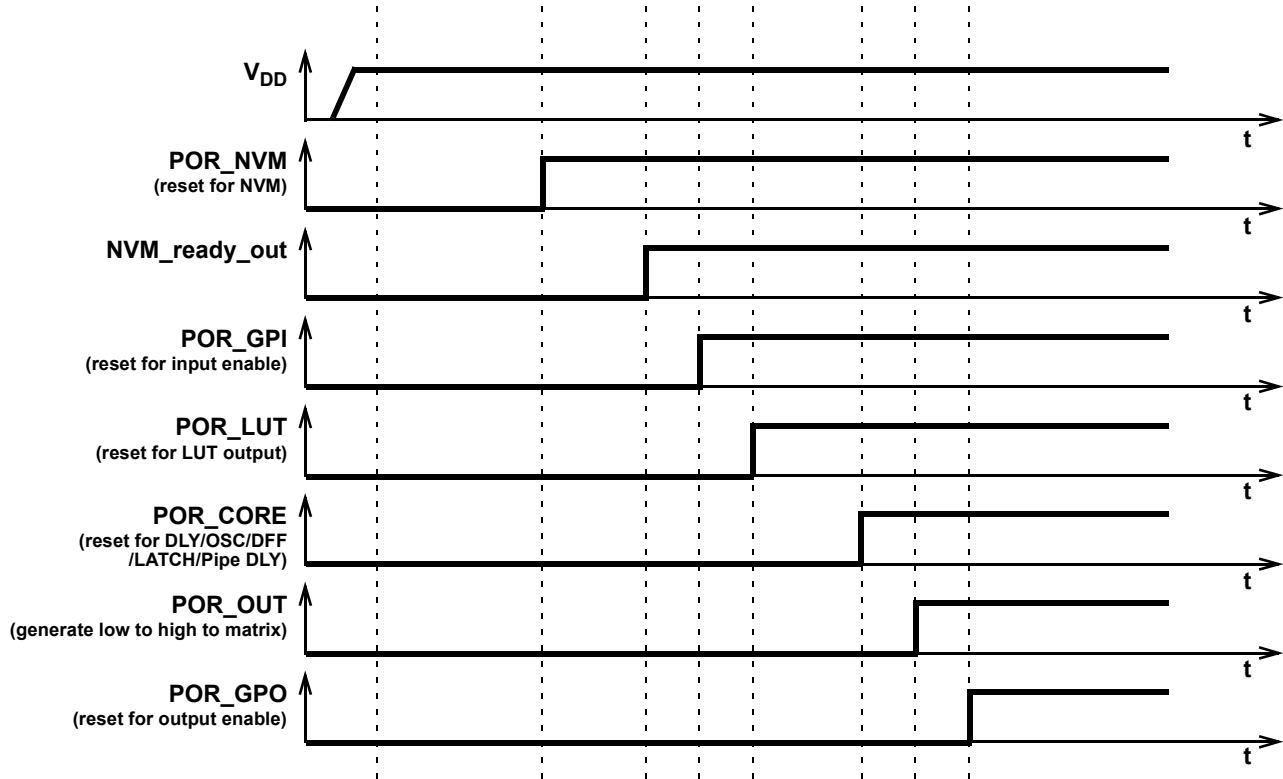 VDD
t
POR_NVM
(reset for NVM)
t
NVM_ready_out
t
POR_GPI
(reset for input enable)
t
POR_LUT
(reset for LUT output)
t
POR_CORE
(reset for DLY/OSC/DFF
/LATCH/Pipe DLY)
t
POR_OUT
(generate low to high to matrix)
t
POR_GPO
(reset for output enable)
t